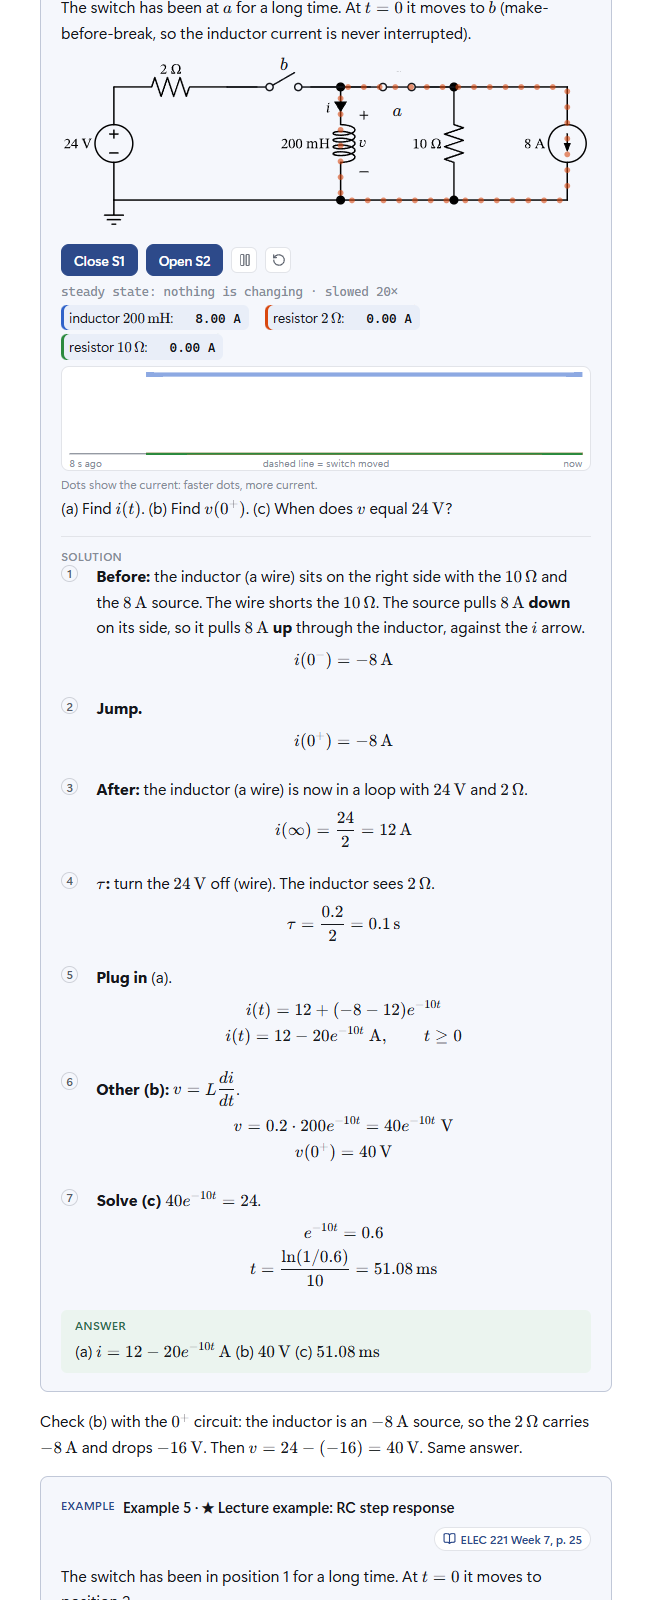 The switch has been at a for a long time. At t = 0 it moves to b (make-
before-break, so the inductor current is never interrupted).
2 Ω
b
i
+
a
24 V
+
−
200 mH
v
10 Ω
8 A
−
Close S1
Open S2
steady state: nothing is changing · slowed 20×
inductor 200 mH: 8.00 A
resistor 2 Ω: 0.00 A
resistor 10 Ω: 0.00 A
8 s ago
dashed line = switch moved
now
Dots show the current: faster dots, more current.
(a) Find i(t). (b) Find v(0⁺). (c) When does v equal 24 V?
SOLUTION
1 Before: the inductor (a wire) sits on the right side with the 10 Ω and
the 8 A source. The wire shorts the 10 Ω. The source pulls 8 A down
on its side, so it pulls 8 A up through the inductor, against the i arrow.
i(0⁻) = −8 A
2 Jump.
i(0⁺) = −8 A
3 After: the inductor (a wire) is now in a loop with 24 V and 2 Ω.
i(∞) = 24/2 = 12 A
4 τ: turn the 24 V off (wire). The inductor sees 2 Ω.
τ = 0.2/2 = 0.1 s
5 Plug in (a).
i(t) = 12 + (−8 − 12)e⁻¹⁰ᵗ
i(t) = 12 − 20e⁻¹⁰ᵗ A, t ≥ 0
6 Other (b): v = L di/dt.
v = 0.2 · 200e⁻¹⁰ᵗ = 40e⁻¹⁰ᵗ V
v(0⁺) = 40 V
7 Solve (c) 40e⁻¹⁰ᵗ = 24.
e⁻¹⁰ᵗ = 0.6
t = ln(1/0.6)/10 = 51.08 ms
ANSWER
(a) i = 12 − 20e⁻¹⁰ᵗ A (b) 40 V (c) 51.08 ms
Check (b) with the 0⁺ circuit: the inductor is an −8 A source, so the 2 Ω carries
−8 A and drops −16 V. Then v = 24 − (−16) = 40 V. Same answer.
EXAMPLE Example 5 · ★ Lecture example: RC step response
ELEC 221 Week 7, p. 25
The switch has been in position 1 for a long time. At t = 0 it moves to